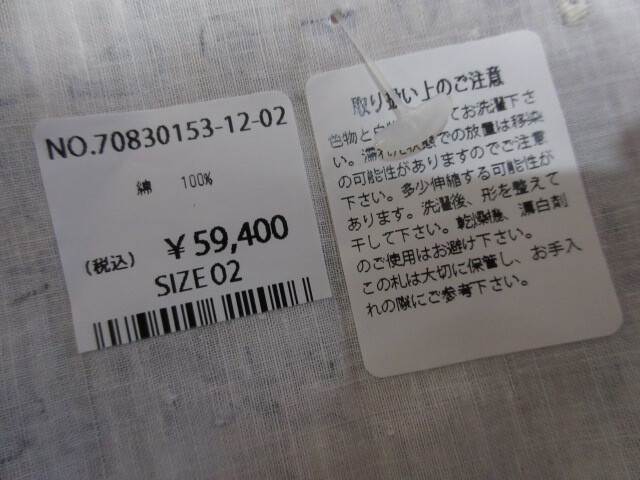 NO.70830153-12-02
綿 100%
(税込) ¥59,400
SIZE 02
取り扱い上のご注意
色物と白物 てお洗濯下さ
い。濡れた状態での放置は移染
の可能性がありますのでご注意
下さい。多少伸縮する可能性が
あります。洗濯後、形を整えて
干して下さい。乾燥機、漂白剤
のご使用はお避け下さい。
この札は大切に保管し、お手入
れの際にご参考下さい。